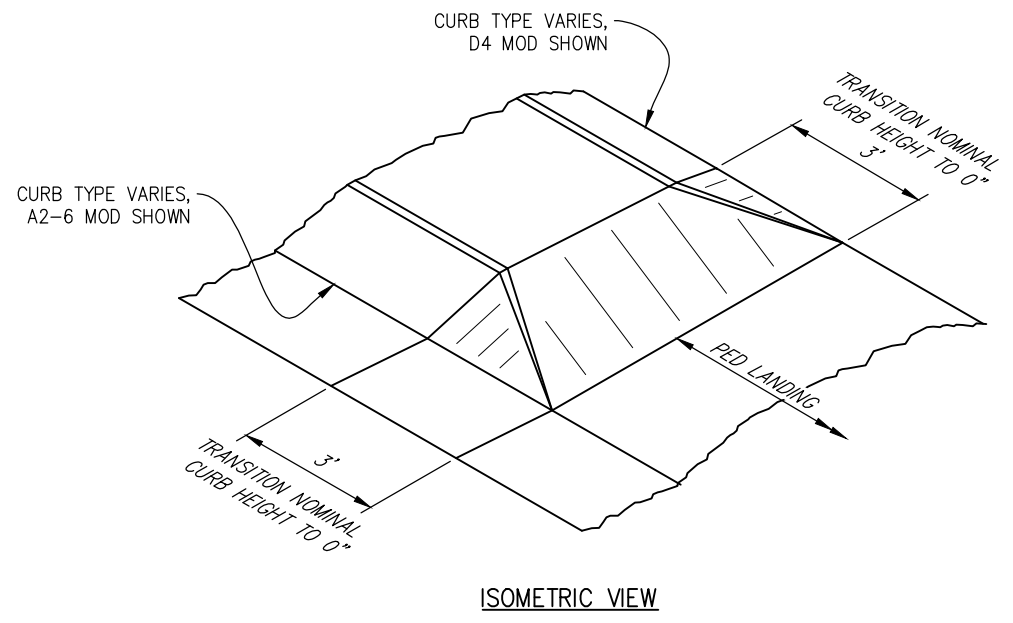 CURB TYPE VARIES,
D4 MOD SHOWN
TRANSITION NOMINAL
CURB HEIGHT TO 0"
3'
CURB TYPE VARIES,
A2-6 MOD SHOWN
PED LANDING
3'
TRANSITION NOMINAL
CURB HEIGHT TO 0"
ISOMETRIC VIEW